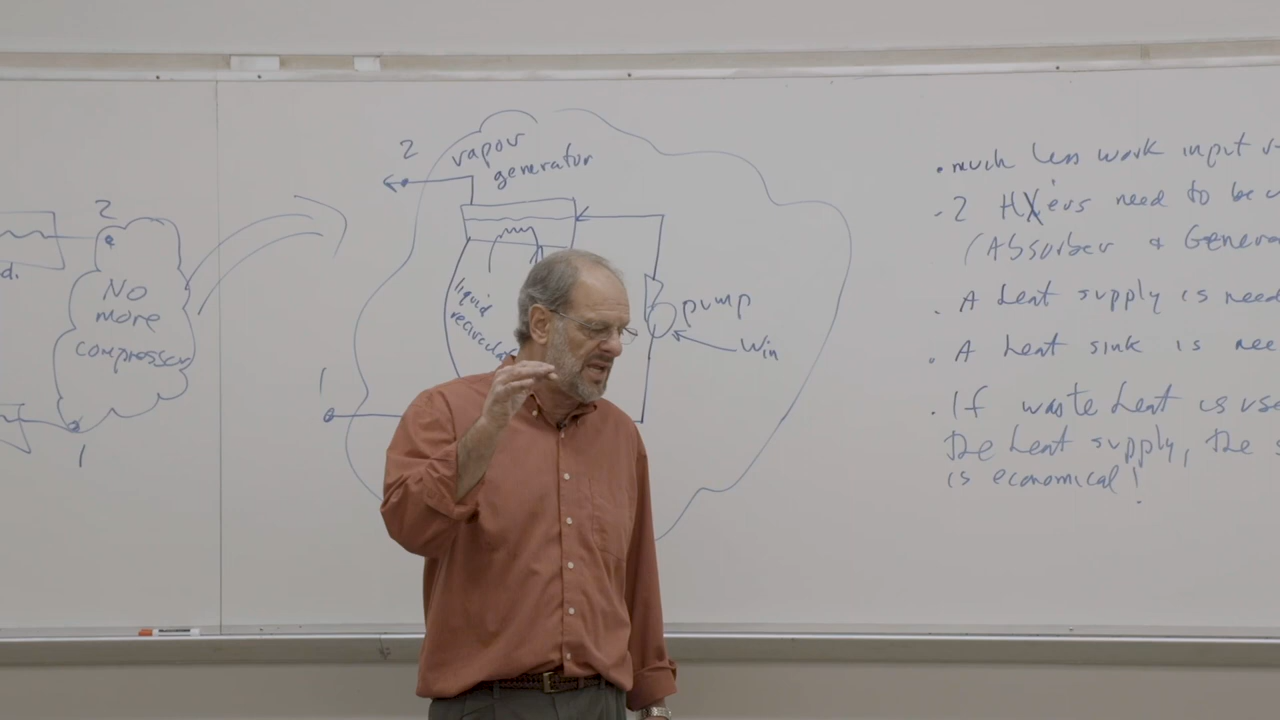 2
d.
No
more
compressor
1
2
vapor
generator
liquid
pump
Win
1
• much less work input
• 2 HX'ers need to be
(Absorber & Genera
• A heat supply is need
• A heat sink is nee
• If waste heat is use
the heat supply, the s
is economical!